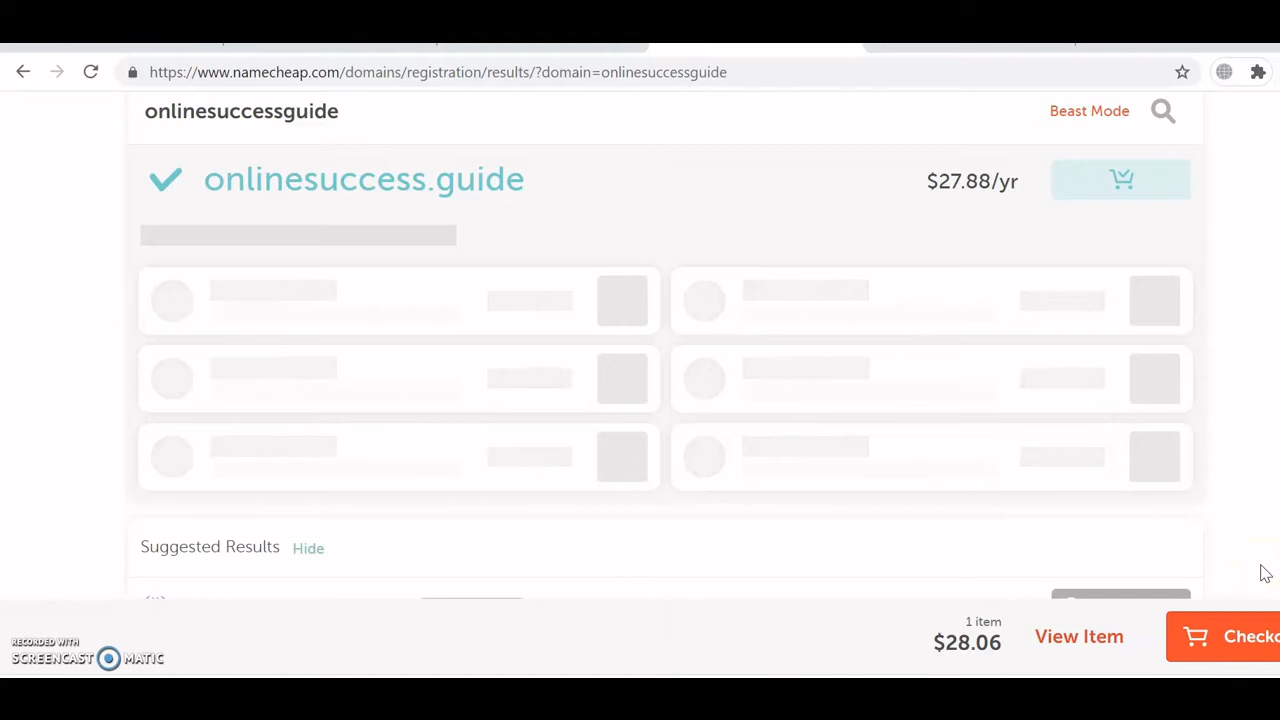 https://www.namecheap.com/domains/registration/results/?domain=onlinesuccessguide
onlinesuccessguide
Beast Mode
onlinesuccess.guide
$27.88/yr
Suggested Results Hide
1 item
$28.06
View Item
Checko
RECORDED WITH
SCREENCAST MATIC